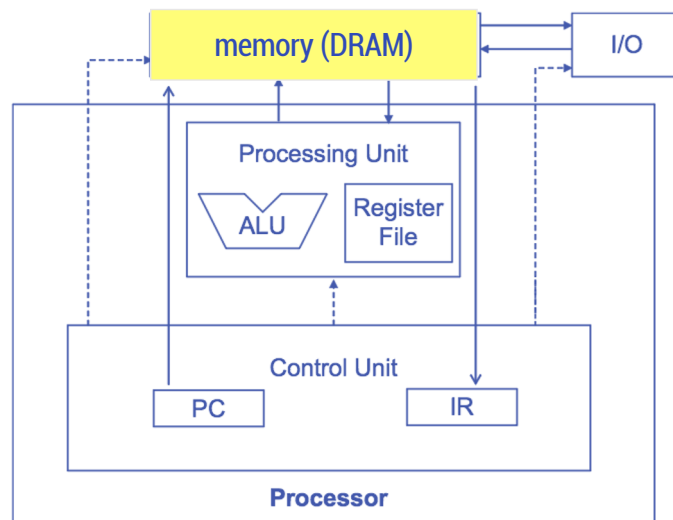 memory (DRAM)
I/O
Processing Unit
ALU
Register
File
Control Unit
PC
IR
Processor